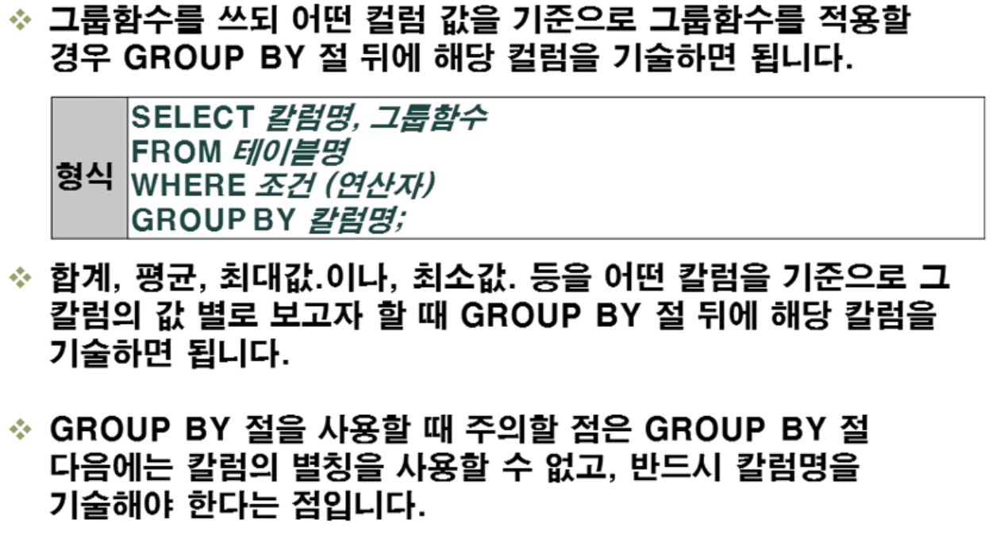 그룹함수를 쓰되 어떤 컬럼 값을 기준으로 그룹함수를 적용할
경우 GROUP BY 절 뒤에 해당 컬럼을 기술하면 됩니다.
형식
SELECT 칼럼명, 그룹함수
FROM 테이블명
WHERE 조건 (연산자)
GROUP BY 칼럼명;
합계, 평균, 최대값.이나, 최소값. 등을 어떤 칼럼을 기준으로 그
칼럼의 값 별로 보고자 할 때 GROUP BY 절 뒤에 해당 칼럼을
기술하면 됩니다.
GROUP BY 절을 사용할 때 주의할 점은 GROUP BY 절
다음에는 칼럼의 별칭을 사용할 수 없고, 반드시 칼럼명을
기술해야 한다는 점입니다.